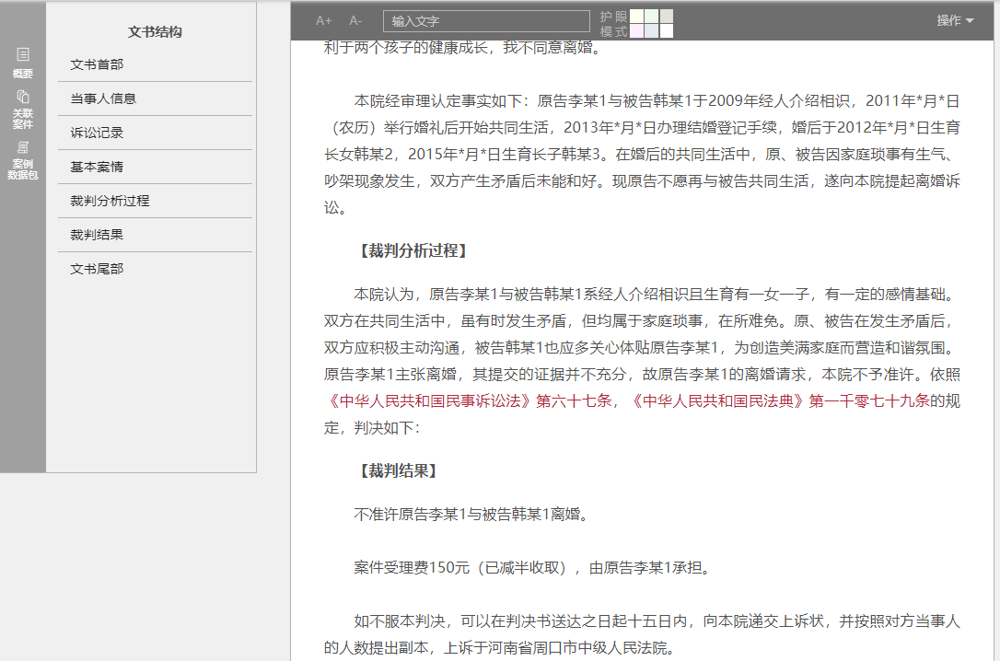 概要
关联
案件
案例
数据包
文书结构
文书首部
当事人信息
诉讼记录
基本案情
裁判分析过程
裁判结果
文书尾部
A+ A- 输入文字 护眼 操作
模式
利于两个孩子的健康成长，我不同意离婚。
本院经审理认定事实如下：原告李某1与被告韩某1于2009年经人介绍相识，2011年*月*日
（农历）举行婚礼后开始共同生活，2013年*月*日办理结婚登记手续，婚后于2012年*月*日生育
长女韩某2，2015年*月*日生育长子韩某3。在婚后的共同生活中，原、被告因家庭琐事有生气、
吵架现象发生，双方产生矛盾后未能和好。现原告不愿再与被告共同生活，遂向本院提起离婚诉
讼。
【裁判分析过程】
本院认为，原告李某1与被告韩某1系经人介绍相识且生育有一女一子，有一定的感情基础。
双方在共同生活中，虽有时发生矛盾，但均属于家庭琐事，在所难免。原、被告在发生矛盾后，
双方应积极主动沟通，被告韩某1也应多关心体贴原告李某1，为创造美满家庭而营造和谐氛围。
原告李某1主张离婚，其提交的证据并不充分，故原告李某1的离婚请求，本院不予准许。依照
《中华人民共和国民事诉讼法》第六十七条，《中华人民共和国民法典》第一千零七十九条的规
定，判决如下：
【裁判结果】
不准许原告李某1与被告韩某1离婚。
案件受理费150元（已减半收取），由原告李某1承担。
如不服本判决，可以在判决书送达之日起十五日内，向本院递交上诉状，并按照对方当事人
的人数提出副本，上诉于河南省周口市中级人民法院。